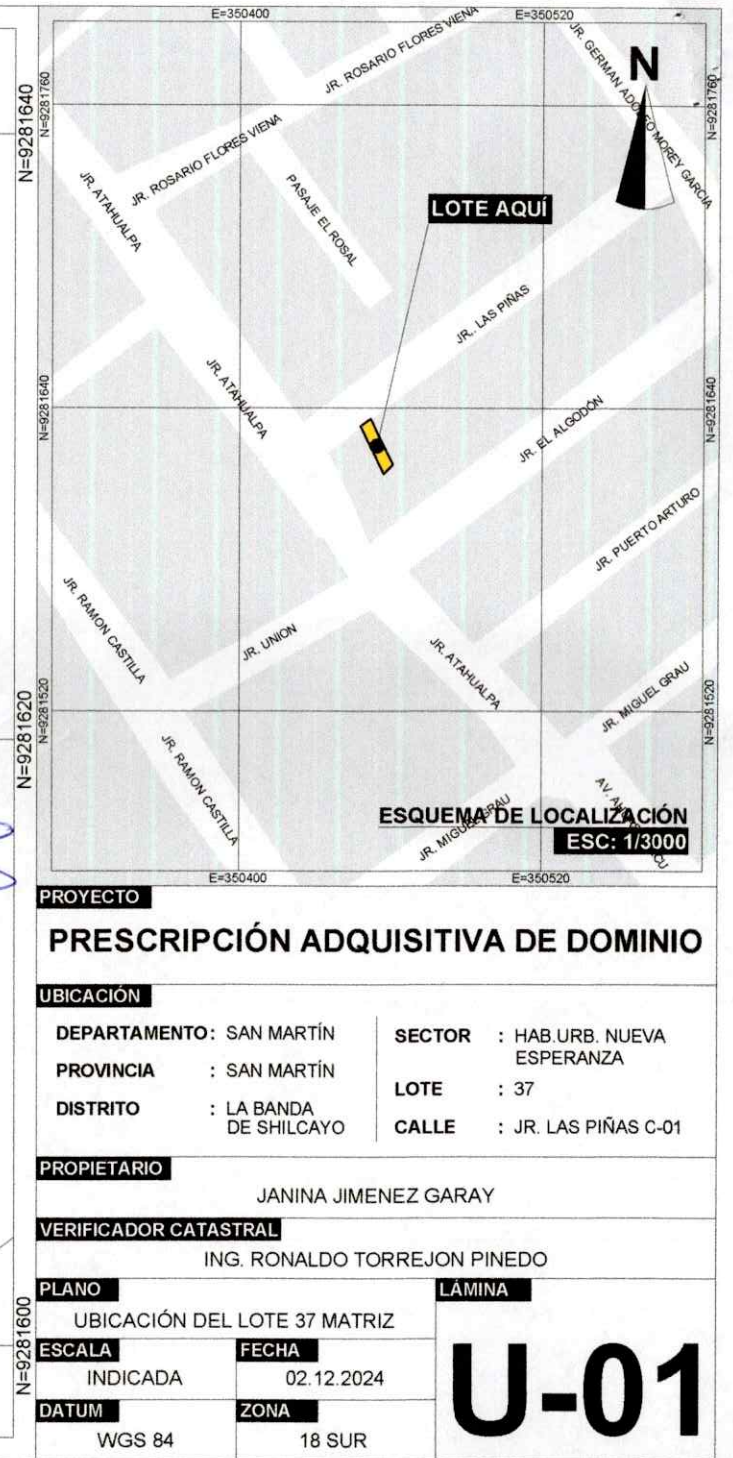 E=350400
E=350520
N=9281640
N=9281620
N=9281600
N=9281760
N=9281760
N=9281640
N=9281640
N=9281520
N=9281520
JR. ROSARIO FLORES VIENA
JR. ROSARIO FLORES VIENA
JR. GERMAN ADOLFO MOREY GARCIA
N
JR. ATAHUALPA
PASAJE EL ROSAL
LOTE AQUÍ
JR. LAS PIÑAS
JR. ATAHUALPA
JR. EL ALGODÓN
JR. PUERTO ARTURO
JR. RAMON CASTILLA
JR. UNION
JR. ATAHUALPA
JR. MIGUEL GRAU
JR. RAMON CASTILLA
JR. MIGUEL GRAU
ESQUEMA DE LOCALIZACIÓN
ESC: 1/3000
E=350400
E=350520
PROYECTO
PRESCRIPCIÓN ADQUISITIVA DE DOMINIO
UBICACIÓN
DEPARTAMENTO : SAN MARTÍN
PROVINCIA : SAN MARTÍN
DISTRITO : LA BANDA
DE SHILCAYO
SECTOR : HAB.URB. NUEVA
ESPERANZA
LOTE : 37
CALLE : JR. LAS PIÑAS C-01
PROPIETARIO
JANINA JIMENEZ GARAY
VERIFICADOR CATASTRAL
ING. RONALDO TORREJON PINEDO
PLANO
UBICACIÓN DEL LOTE 37 MATRIZ
ESCALA
INDICADA
FECHA
02.12.2024
DATUM
WGS 84
ZONA
18 SUR
LÁMINA
U-01